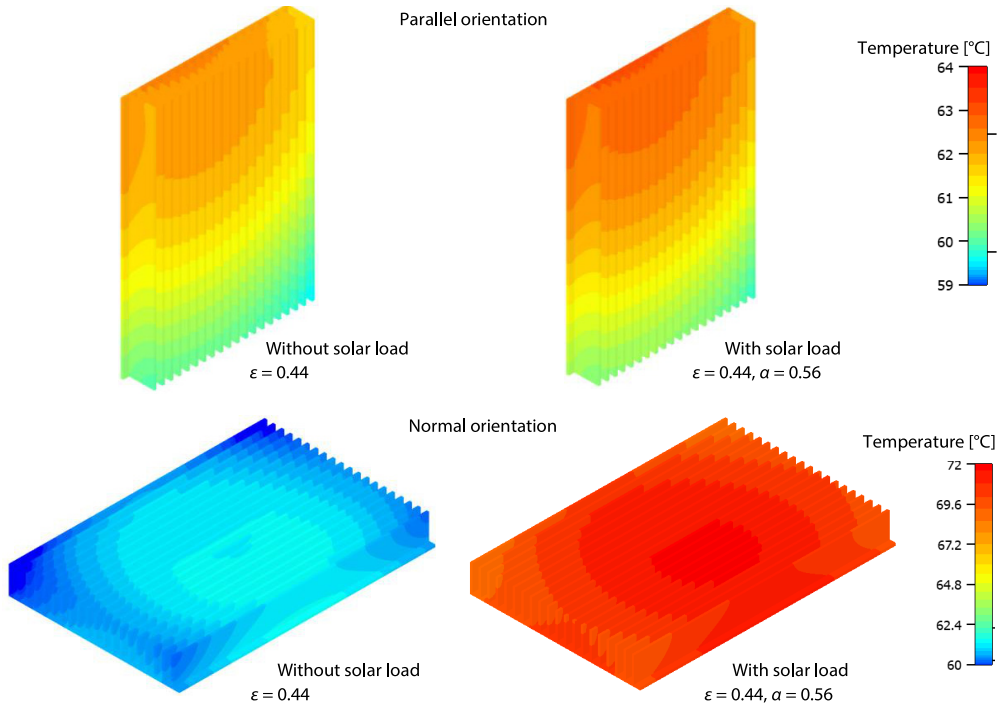 Parallel orientation
Temperature [°C]
64
63
62
61
60
59
Without solar load
ε = 0.44
With solar load
ε = 0.44, α = 0.56
Normal orientation
Temperature [°C]
72
69.6
67.2
64.8
62.4
60
Without solar load
ε = 0.44
With solar load
ε = 0.44, α = 0.56